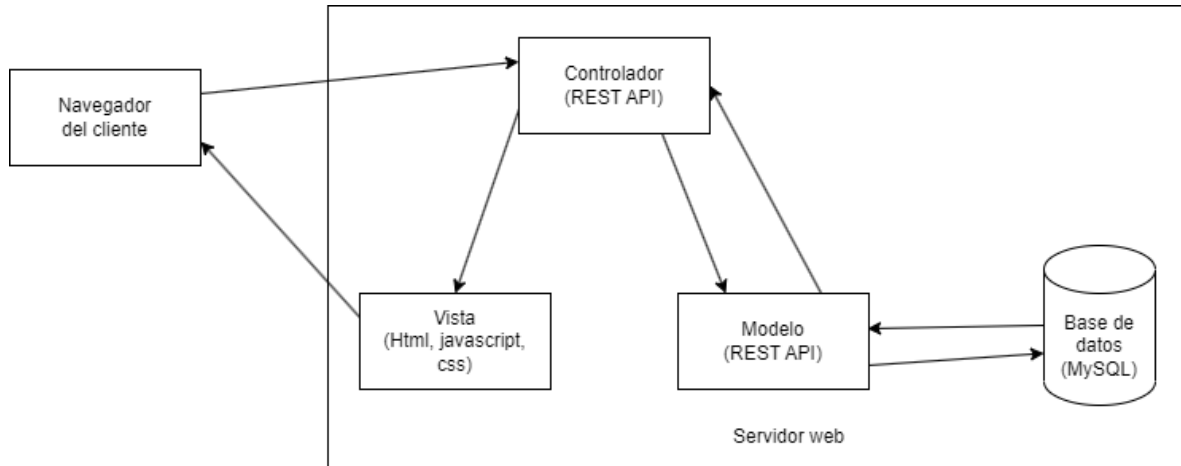 Navegador
del cliente
Controlador
(REST API)
Vista
(Html, javascript,
css)
Modelo
(REST API)
Base de
datos
(MySQL)
Servidor web